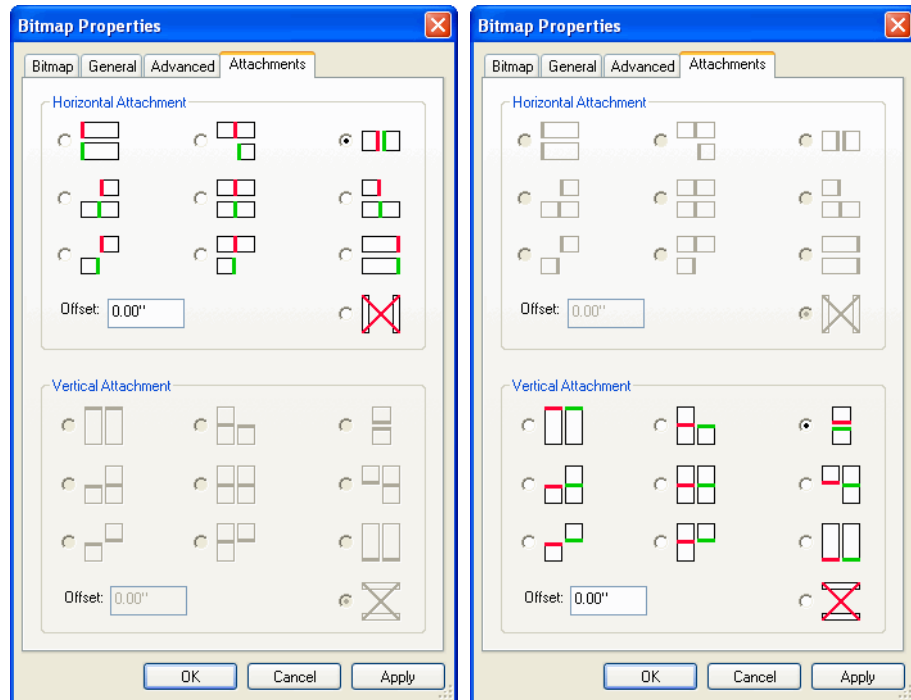 Bitmap Properties
Bitmap General Advanced Attachments
Horizontal Attachment
Offset: 0.00"
Vertical Attachment
Offset: 0.00"
OK Cancel Apply
Bitmap Properties
Bitmap General Advanced Attachments
Horizontal Attachment
Offset: 0.00"
Vertical Attachment
Offset: 0.00"
OK Cancel Apply